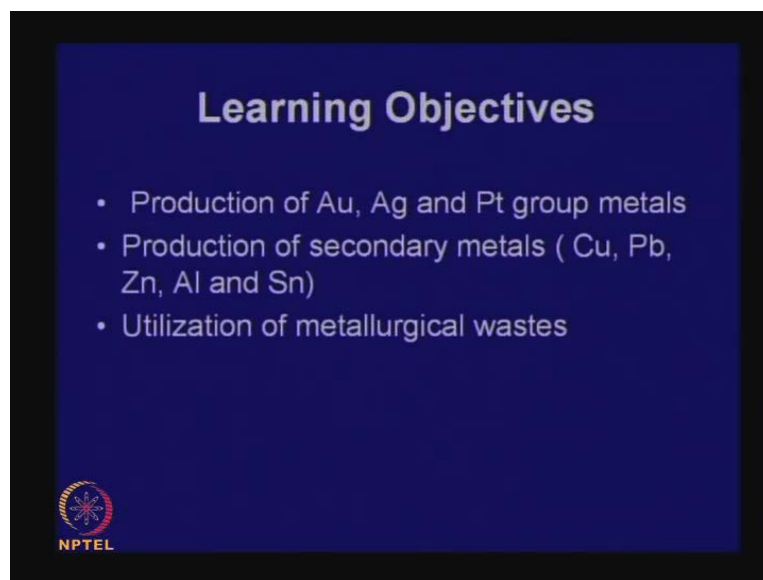 Learning Objectives
• Production of Au, Ag and Pt group metals
• Production of secondary metals ( Cu, Pb,
Zn, Al and Sn)
• Utilization of metallurgical wastes
NPTEL